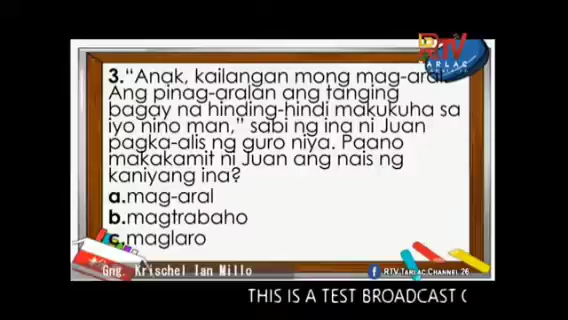 RTV
TARLAC
3."Anak, kailangan mong mag-aral.
Ang pinag-aralan ang tanging
bagay na hinding-hindi makukuha sa
iyo nino man," sabi ng ina ni Juan
pagka-alis ng guro niya. Paano
makakamit ni Juan ang nais ng
kaniyang ina?
a.mag-aral
b.magtrabaho
c.maglaro
Gng. Krischel Ian Millo
RTV TARLAC CHANNEL 26
THIS IS A TEST BROADCAST